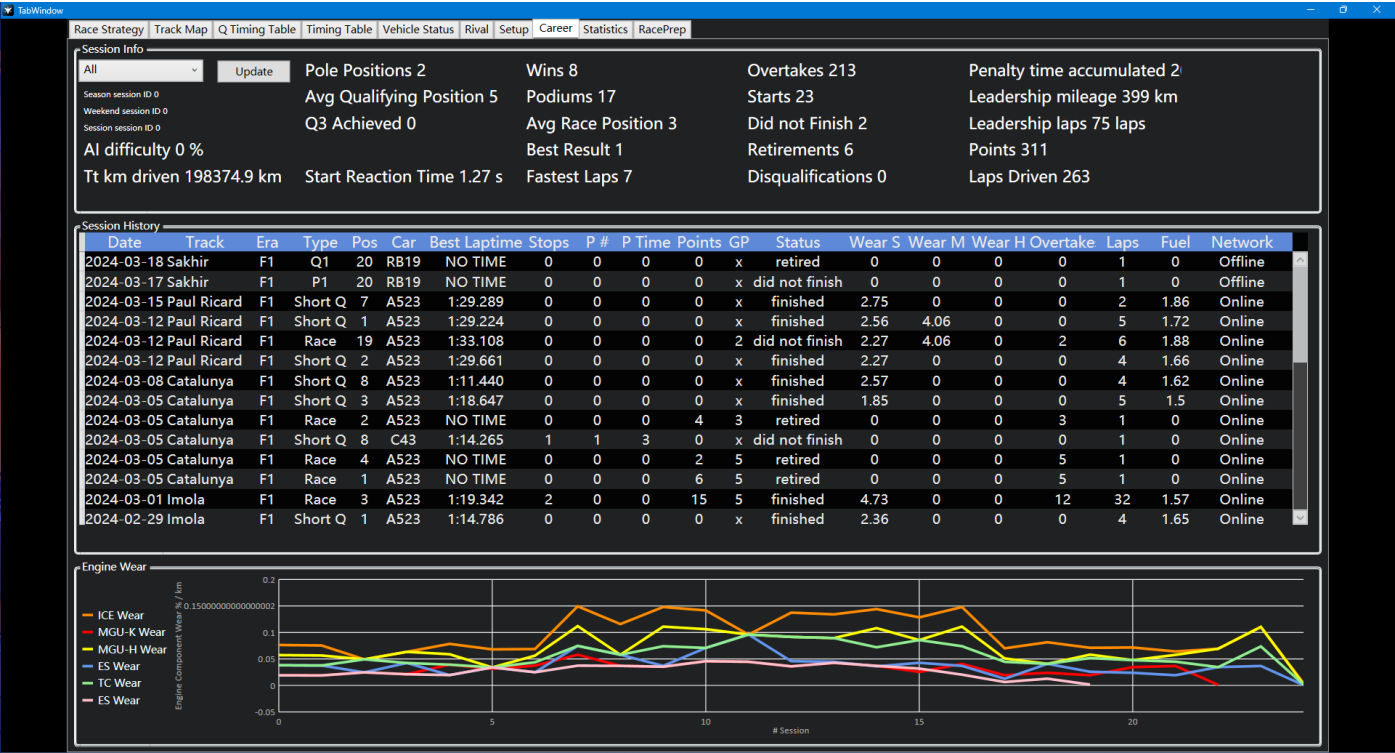 TabWindow
Race Strategy Track Map Q Timing Table Timing Table Vehicle Status Rival Setup Career Statistics RacePrep
Session Info
All Update Pole Positions 2 Wins 8 Overtakes 213 Penalty time accumulated
Season session ID 0 Avg Qualifying Position 5 Podiums 17 Starts 23 Leadership mileage 399 km
Weekend session ID 0
Session session ID 0 Q3 Achieved 0 Avg Race Position 3 Did not Finish 2 Leadership laps 75 laps
AI difficulty 0 % Best Result 1 Retirements 6 Points 311
Tt km driven 198374.9 km Start Reaction Time 1.27 s Fastest Laps 7 Disqualifications 0 Laps Driven 263
Session History
Date Track Era Type Pos Car Best Laptime Stops P # P Time Points GP Status Wear S Wear M Wear H Overtake Laps Fuel Network
2024-03-18 Sakhir F1 Q1 20 RB19 NO TIME 0 0 0 0 x retired 0 0 0 0 1 0 Offline
2024-03-17 Sakhir F1 P1 20 RB19 NO TIME 0 0 0 0 x did not finish 0 0 0 0 1 0 Offline
2024-03-15 Paul Ricard F1 Short Q 7 A523 1:29.289 0 0 0 0 x finished 2.75 0 0 0 2 1.86 Online
2024-03-12 Paul Ricard F1 Short Q 1 A523 1:29.224 0 0 0 0 x finished 2.56 4.06 0 0 5 1.72 Online
2024-03-12 Paul Ricard F1 Race 19 A523 1:33.108 0 0 0 0 2 did not finish 2.27 4.06 0 2 6 1.88 Online
2024-03-12 Paul Ricard F1 Short Q 2 A523 1:29.661 0 0 0 0 x finished 2.27 0 0 0 4 1.66 Online
2024-03-08 Catalunya F1 Short Q 8 A523 1:11.440 0 0 0 0 x finished 2.57 0 0 0 4 1.62 Online
2024-03-05 Catalunya F1 Short Q 3 A523 1:18.647 0 0 0 0 x finished 1.85 0 0 0 5 1.5 Online
2024-03-05 Catalunya F1 Race 2 A523 NO TIME 0 0 0 4 3 retired 0 0 0 3 1 0 Online
2024-03-05 Catalunya F1 Short Q 8 C43 1:14.265 1 1 3 0 x did not finish 0 0 0 0 1 0 Online
2024-03-05 Catalunya F1 Race 4 A523 NO TIME 0 0 0 2 5 retired 0 0 0 5 1 0 Online
2024-03-05 Catalunya F1 Race 1 A523 NO TIME 0 0 0 6 5 retired 0 0 0 5 1 0 Online
2024-03-01 Imola F1 Race 3 A523 1:19.342 2 0 0 15 5 finished 4.73 0 0 12 32 1.57 Online
2024-02-29 Imola F1 Short Q 1 A523 1:14.786 0 0 0 0 x finished 2.36 0 0 0 4 1.65 Online
Engine Wear
ICE Wear
MGU-K Wear
MGU-H Wear
ES Wear
TC Wear
ES Wear
Engine Component Wear % / km
0.2
0.15000000000000002
0.1
0.05
0
-0.05
0 5 10 15 20
# Session